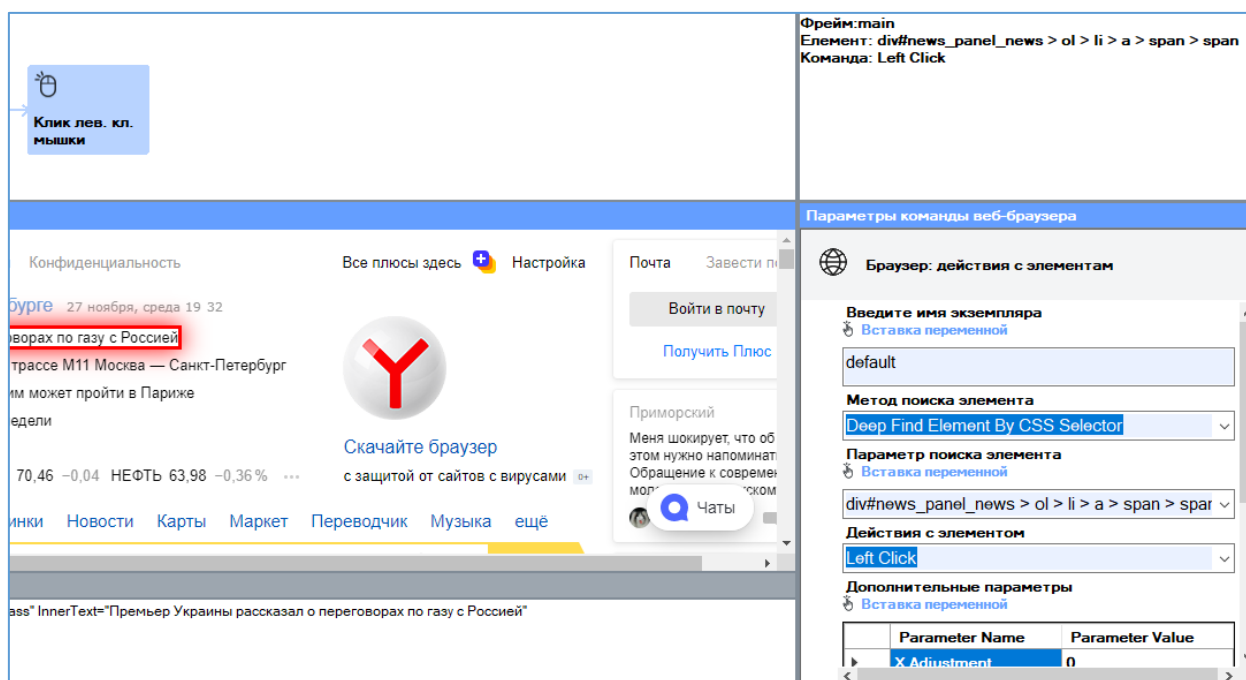 Клик лев. кл.
мышки
Фрейм:main
Елемент: div#news_panel_news > ol > li > a > span > span
Команда: Left Click
Конфиденциальность
Все плюсы здесь
Настройка
Почта
Завести
бурге 27 ноября, среда 19 32
Войти в почту
ворах по газу с Россией
Получить Плюс
трассе М11 Москва — Санкт-Петербург
им может пройти в Париже
едели
Скачайте браузер
с защитой от сайтов с вирусами 0+
70,46 −0,04 НЕФТЬ 63,98 −0,36% ...
Приморский
Меня шокирует, что об
этом нужно напоминат
Обращение к современ
Чаты
инки Новости Карты Маркет Переводчик Музыка ещё
ass" InnerText="Премьер Украины рассказал о переговорах по газу с Россией"
Параметры команды веб-браузера
Браузер: действия с элементам
Введите имя экземпляра
Вставка переменной
default
Метод поиска элемента
Deep Find Element By CSS Selector
Параметр поиска элемента
Вставка переменной
div#news_panel_news > ol > li > a > span > spar
Действия с элементом
Left Click
Дополнительные параметры
Вставка переменной
Parameter Name Parameter Value
X Adjustment 0